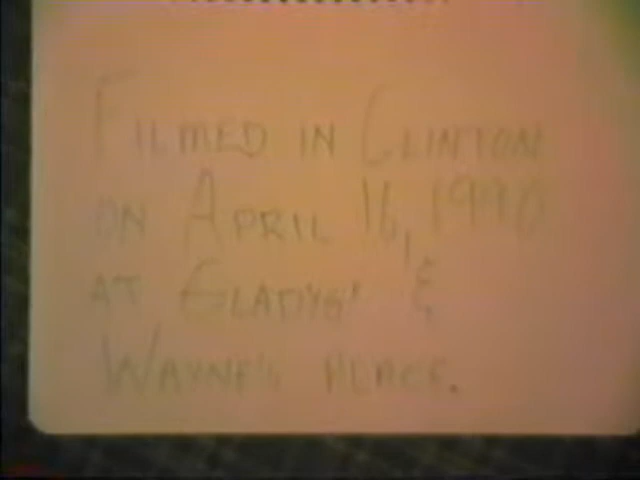 FILMED IN CLINTON
ON APRIL 16, 1990
AT GLADYS' &
WAYNE'S PLACE.